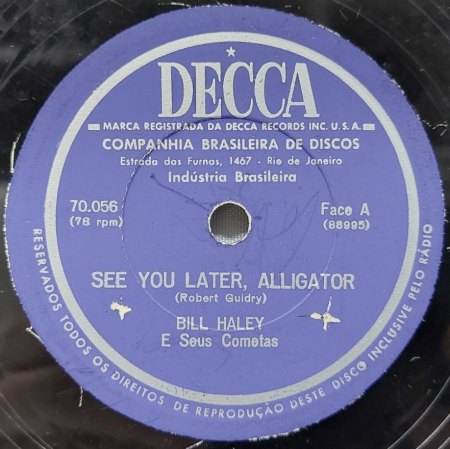 DECCA
MARCA REGISTRADA DA DECCA RECORDS INC. U.S.A.
COMPANHIA BRASILEIRA DE DISCOS
Estrada das Furnas, 1467 - Rio de Janeiro
Indústria Brasileira
70.056 Face A
(78 rpm) (88995)
SEE YOU LATER, ALLIGATOR
(Robert Guidry)
BILL HALEY
E Seus Cometas
RESERVADOS TODOS OS DIREITOS DE REPRODUÇÃO DESTE DISCO INCLUSIVE PELO RÁDIO